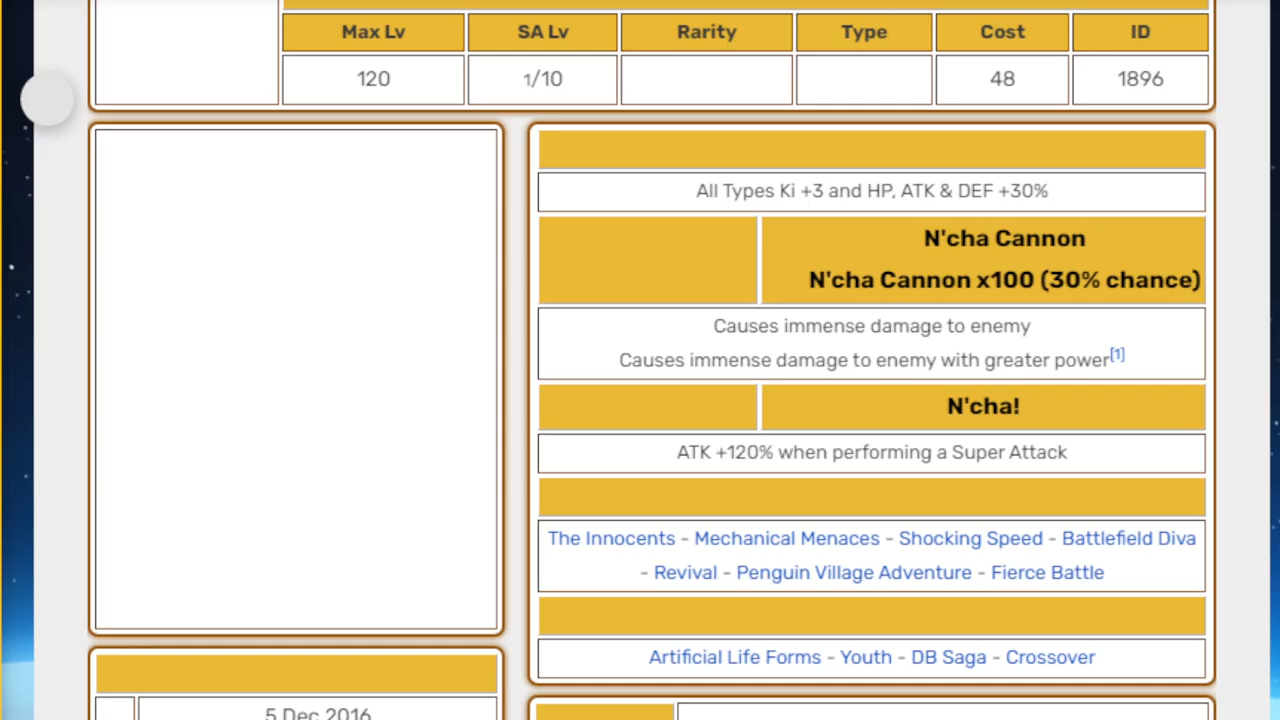 Max Lv SA Lv Rarity Type Cost ID
120 1/10 48 1896
All Types Ki +3 and HP, ATK & DEF +30%
N'cha Cannon
N'cha Cannon x100 (30% chance)
Causes immense damage to enemy
Causes immense damage to enemy with greater power[1]
N'cha!
ATK +120% when performing a Super Attack
The Innocents - Mechanical Menaces - Shocking Speed - Battlefield Diva
- Revival - Penguin Village Adventure - Fierce Battle
Artificial Life Forms - Youth - DB Saga - Crossover
5 Dec 2016